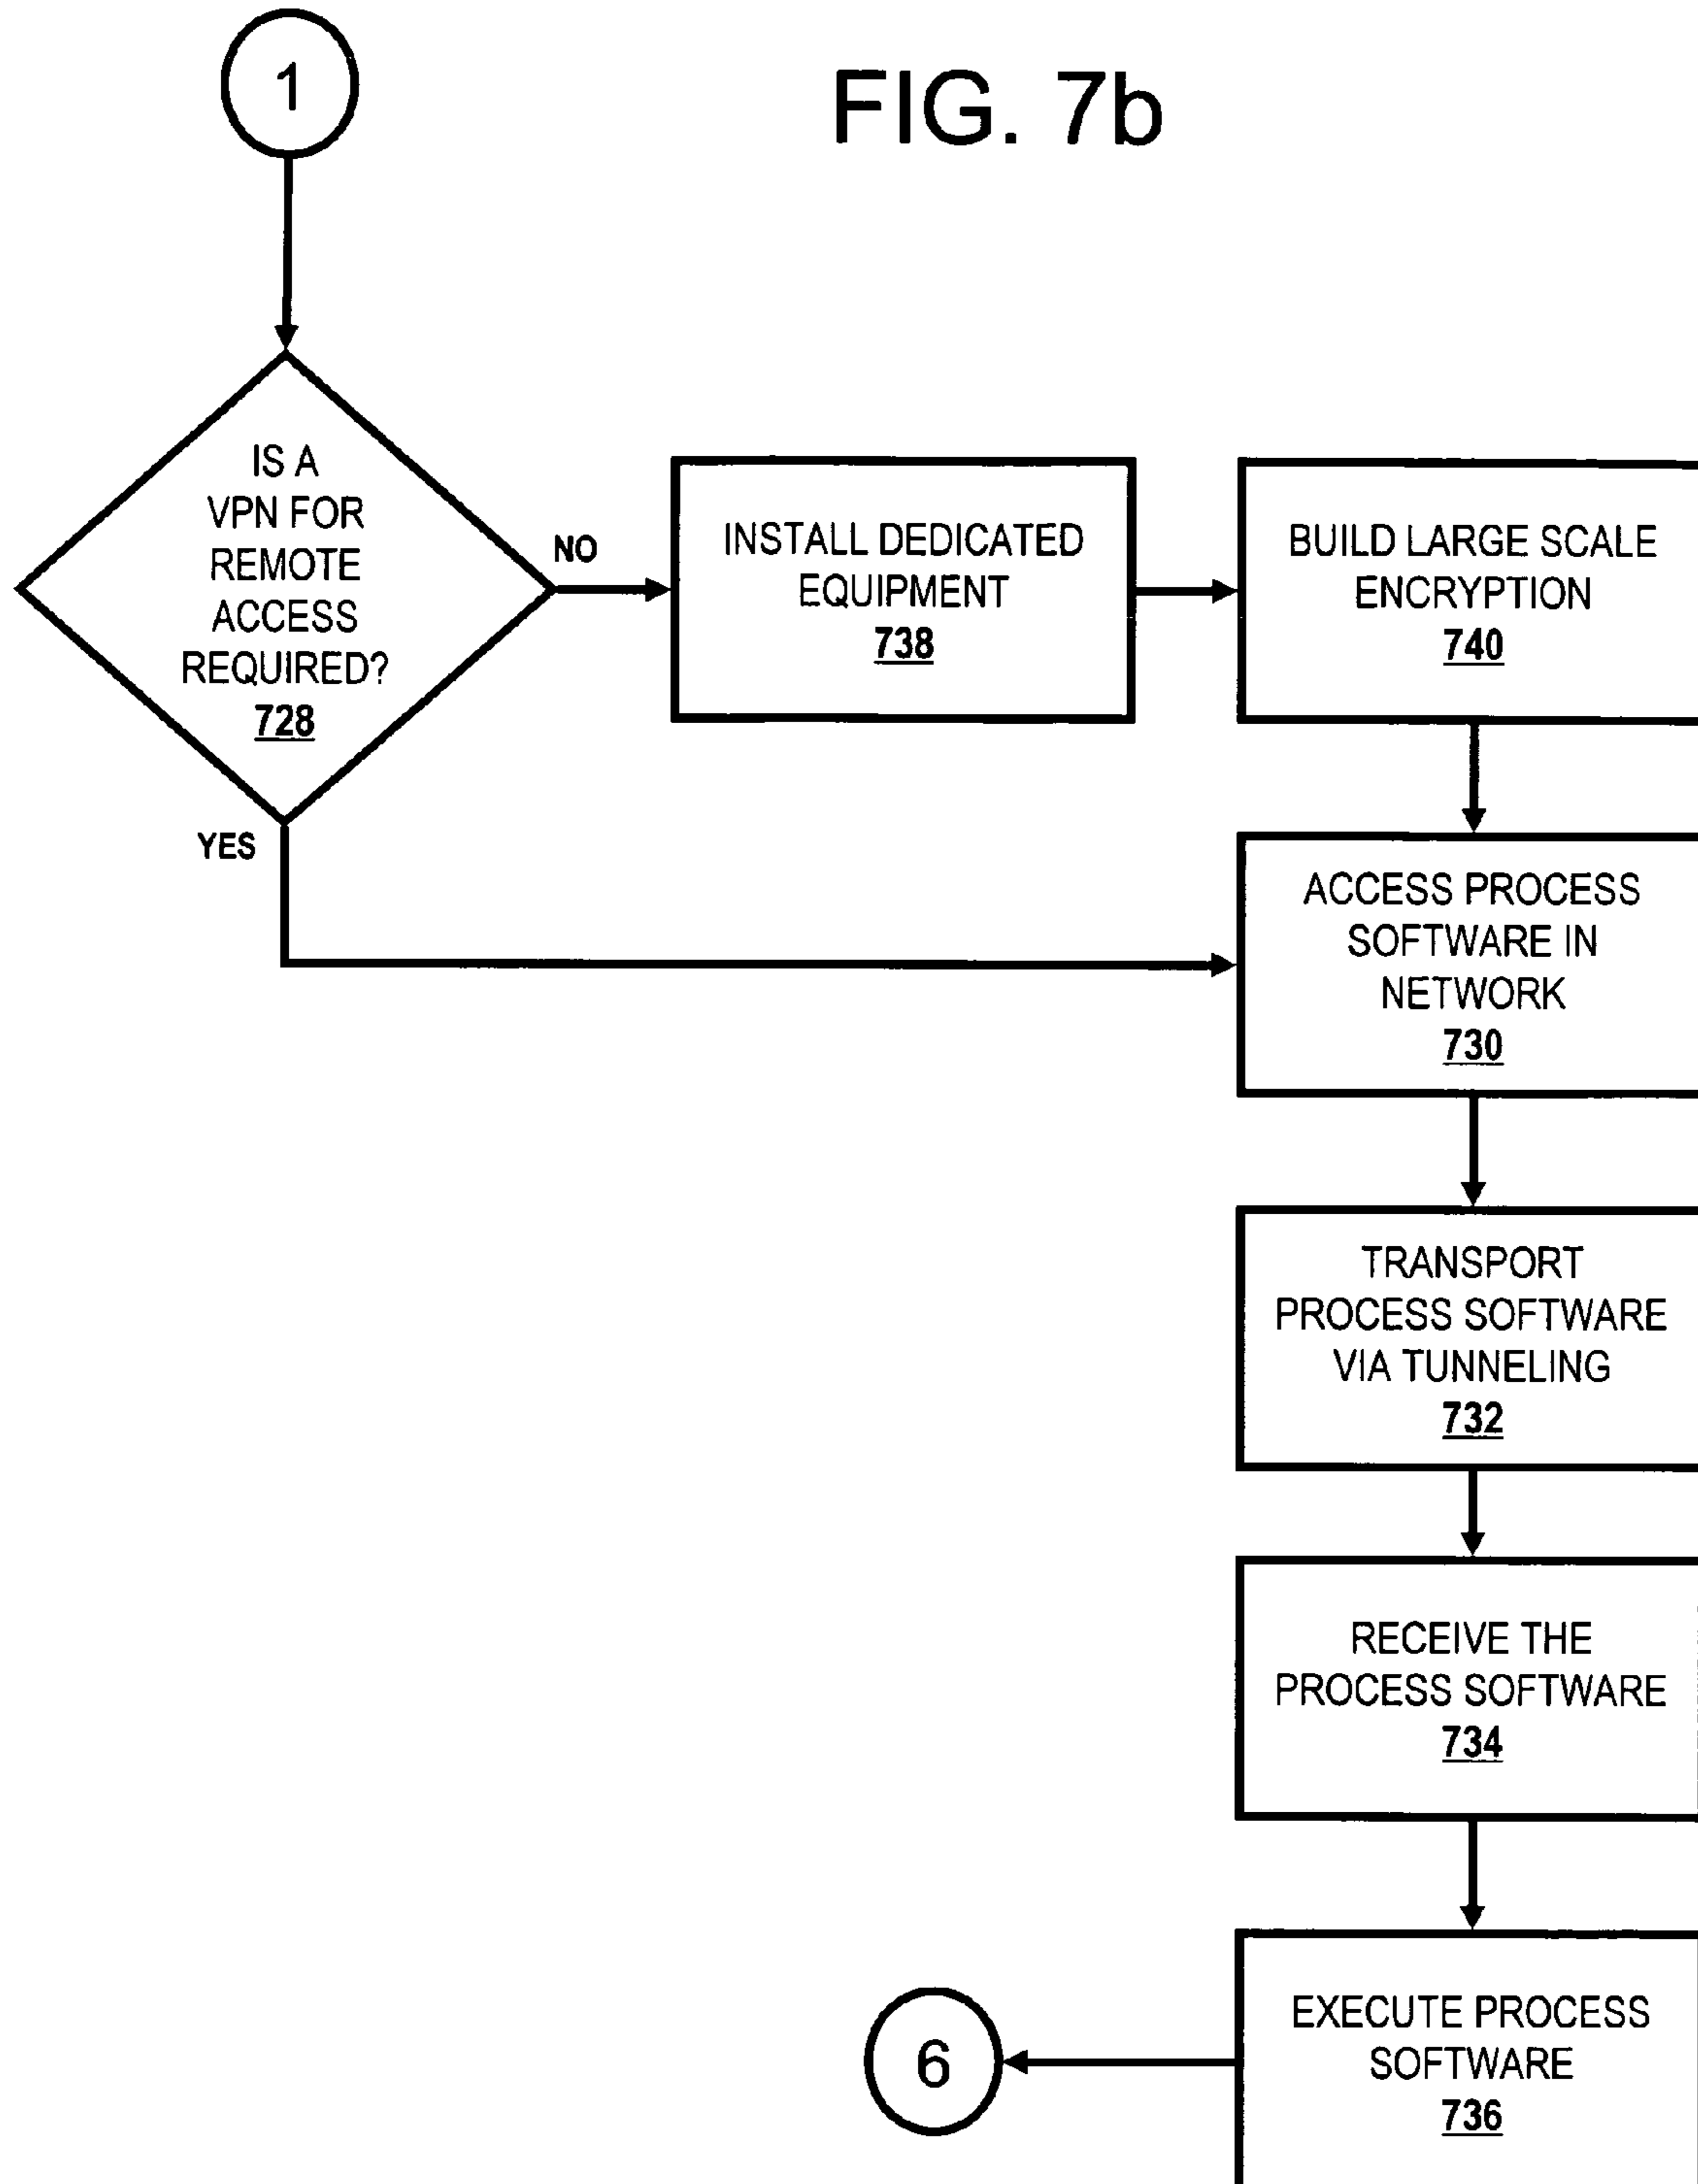 1
FIG. 7b
IS A
VPN FOR
REMOTE
ACCESS
REQUIRED?
728
NO
INSTALL DEDICATED
EQUIPMENT
738
BUILD LARGE SCALE
ENCRYPTION
740
YES
ACCESS PROCESS
SOFTWARE IN
NETWORK
730
TRANSPORT
PROCESS SOFTWARE
VIA TUNNELING
732
RECEIVE THE
PROCESS SOFTWARE
734
EXECUTE PROCESS
SOFTWARE
736
6